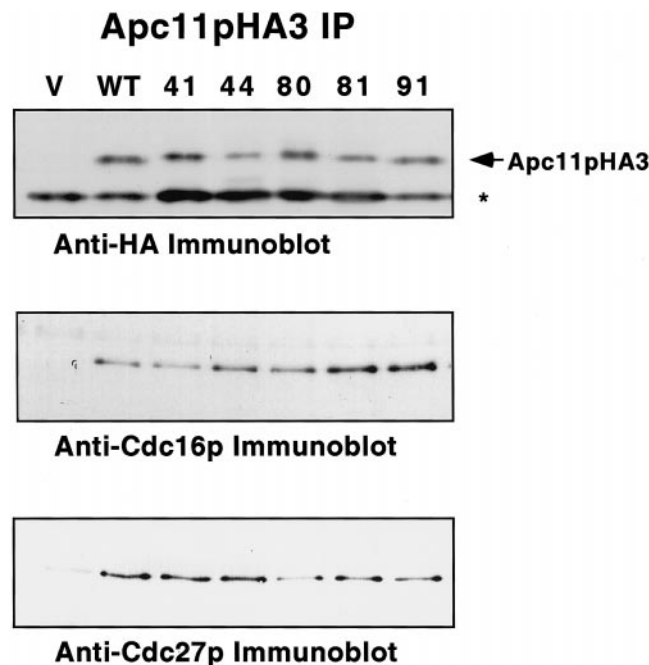 Apc11pHA3 IP
V WT 41 44 80 81 91
Apc11pHA3
*
Anti-HA Immunoblot
Anti-Cdc16p Immunoblot
Anti-Cdc27p Immunoblot